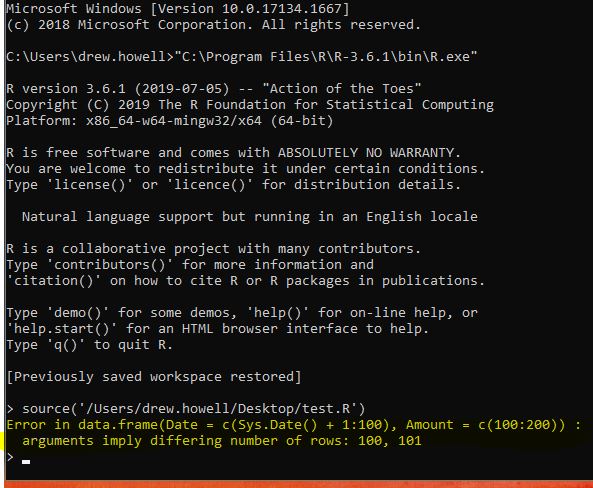 Microsoft Windows [Version 10.0.17134.1667]
(c) 2018 Microsoft Corporation. All rights reserved.
C:\Users\drew.howell>"C:\Program Files\R\R-3.6.1\bin\R.exe"
R version 3.6.1 (2019-07-05) -- "Action of the Toes"
Copyright (C) 2019 The R Foundation for Statistical Computing
Platform: x86_64-w64-mingw32/x64 (64-bit)
R is free software and comes with ABSOLUTELY NO WARRANTY.
You are welcome to redistribute it under certain conditions.
Type 'license()' or 'licence()' for distribution details.
Natural language support but running in an English locale
R is a collaborative project with many contributors.
Type 'contributors()' for more information and
'citation()' on how to cite R or R packages in publications.
Type 'demo()' for some demos, 'help()' for on-line help, or
'help.start()' for an HTML browser interface to help.
Type 'q()' to quit R.
[Previously saved workspace restored]
> source('/Users/drew.howell/Desktop/test.R')
Error in data.frame(Date = c(Sys.Date() + 1:100), Amount = c(100:200)) :
arguments imply differing number of rows: 100, 101
> _